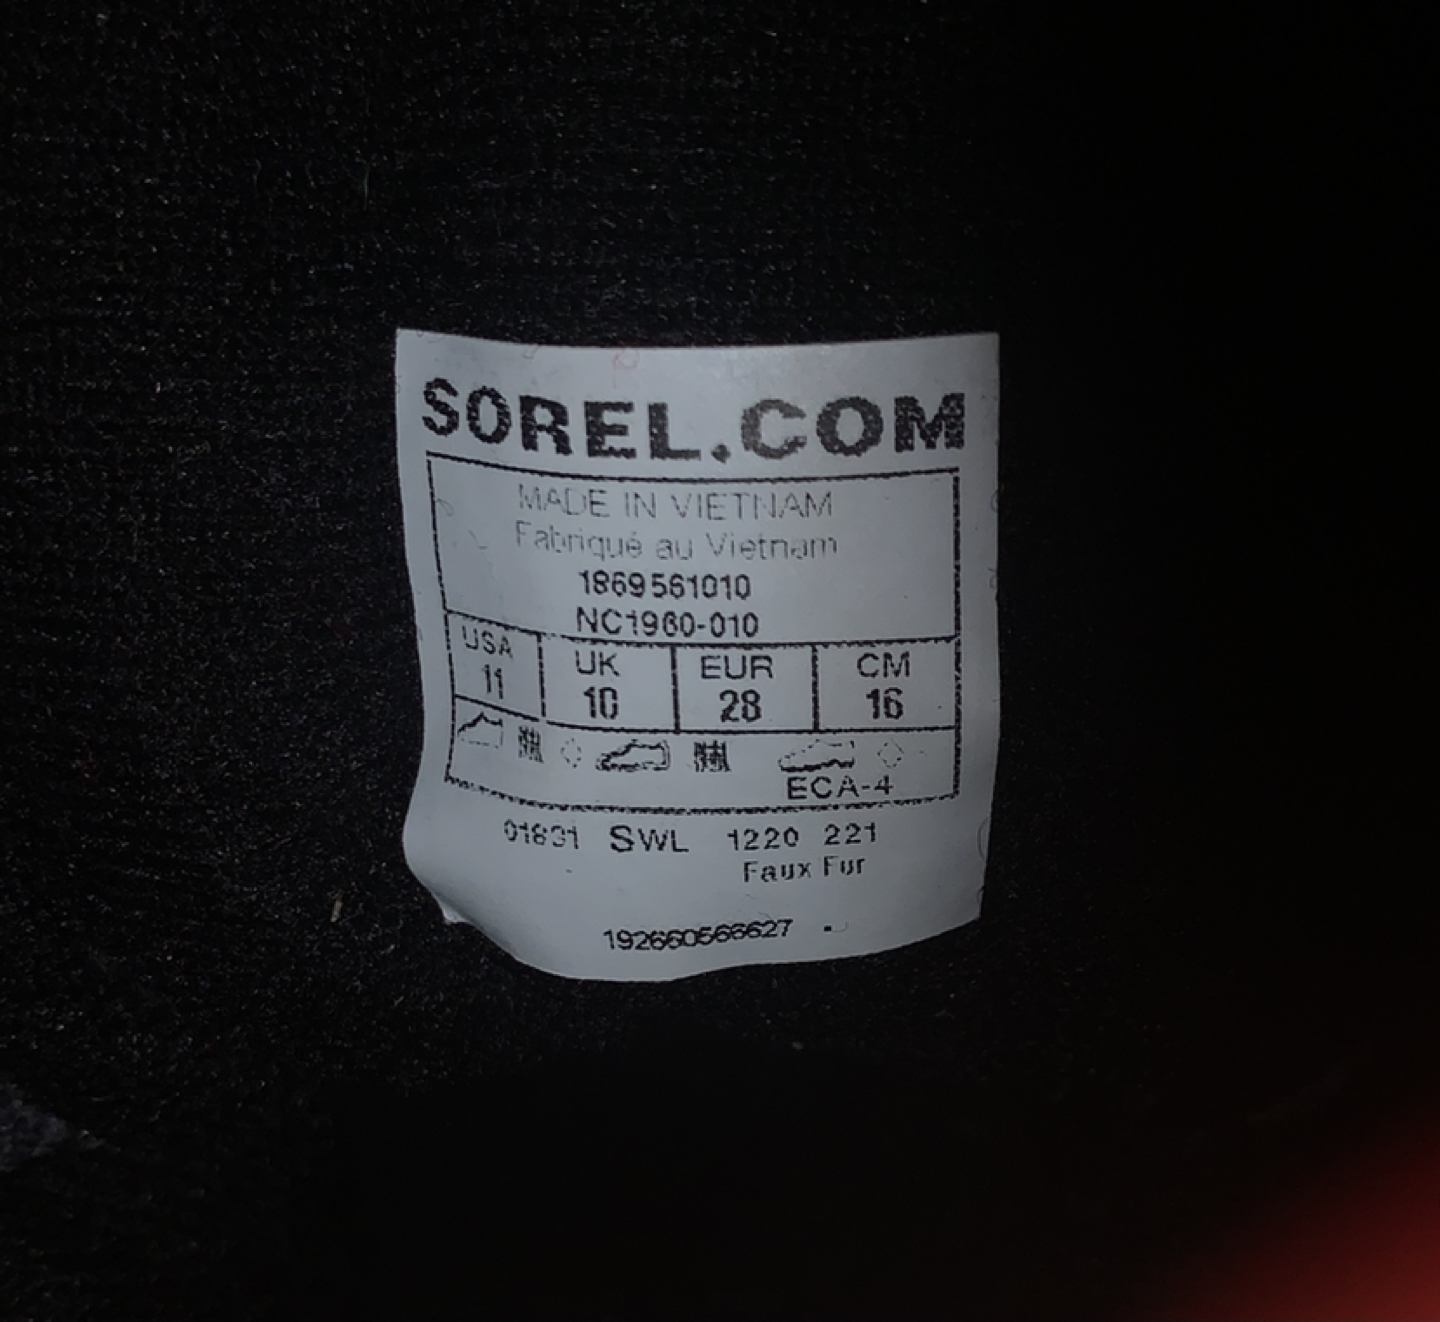 SOREL.COM
MADE IN VIETNAM
Fabriqué au Vietnam
1869561010
NC1960-010
USA UK EUR CM
11 10 28 16
ECA-4
01831 SWL 1220 221
Faux Fur
192660566627